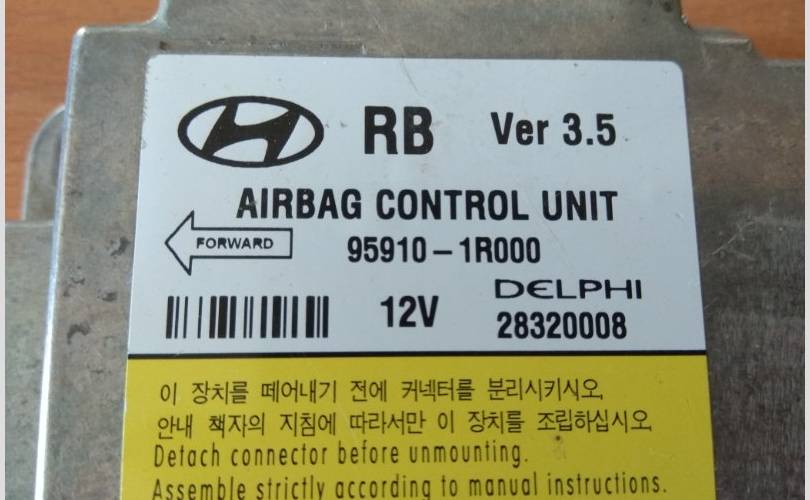 RB Ver 3.5
AIRBAG CONTROL UNIT
FORWARD 95910-1R000
12V DELPHI
28320008
이 장치를 떼어내기 전에 커넥터를 분리시키시오.
안내 책자의 지침에 따라서만 이 장치를 조립하십시오.
Detach connector before unmounting.
Assemble strictly according to manual instructions.